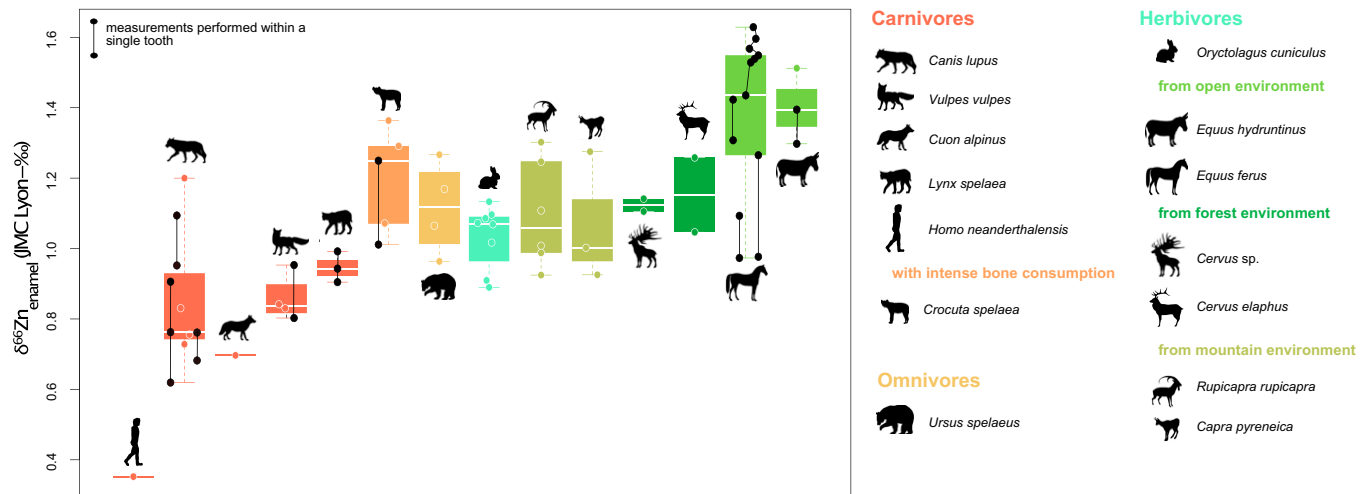 measurements performed within a
single tooth
δ⁶⁶Zn enamel (JMC Lyon–‰)
1.6
1.4
1.2
1.0
0.8
0.6
0.4
Carnivores
Canis lupus
Vulpes vulpes
Cuon alpinus
Lynx spelaea
Homo neanderthalensis
with intense bone consumption
Crocuta spelaea
Omnivores
Ursus spelaeus
Herbivores
Oryctolagus cuniculus
from open environment
Equus hydruntinus
Equus ferus
from forest environment
Cervus sp.
Cervus elaphus
from mountain environment
Rupicapra rupicapra
Capra pyreneica